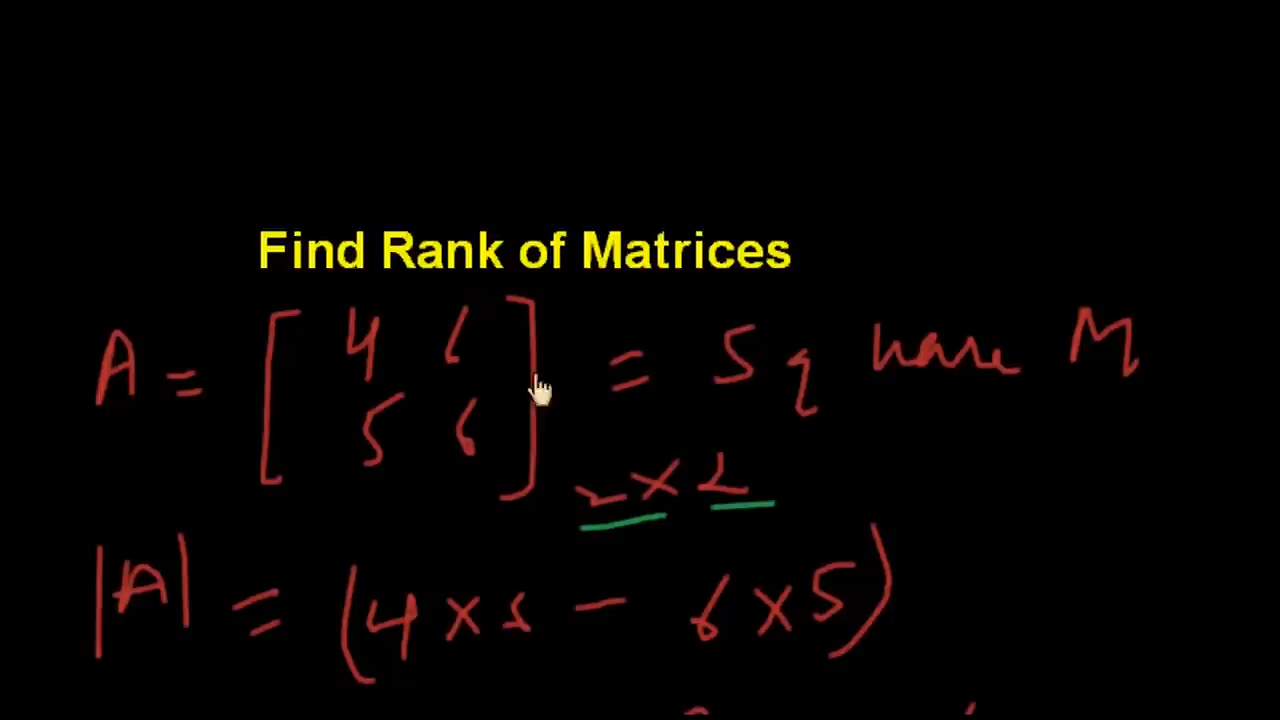 Find Rank of Matrices
A = [ 4 6 = Square M
5 6 ] 2 × 2
|A| = (4 × 6 − 6 × 5)